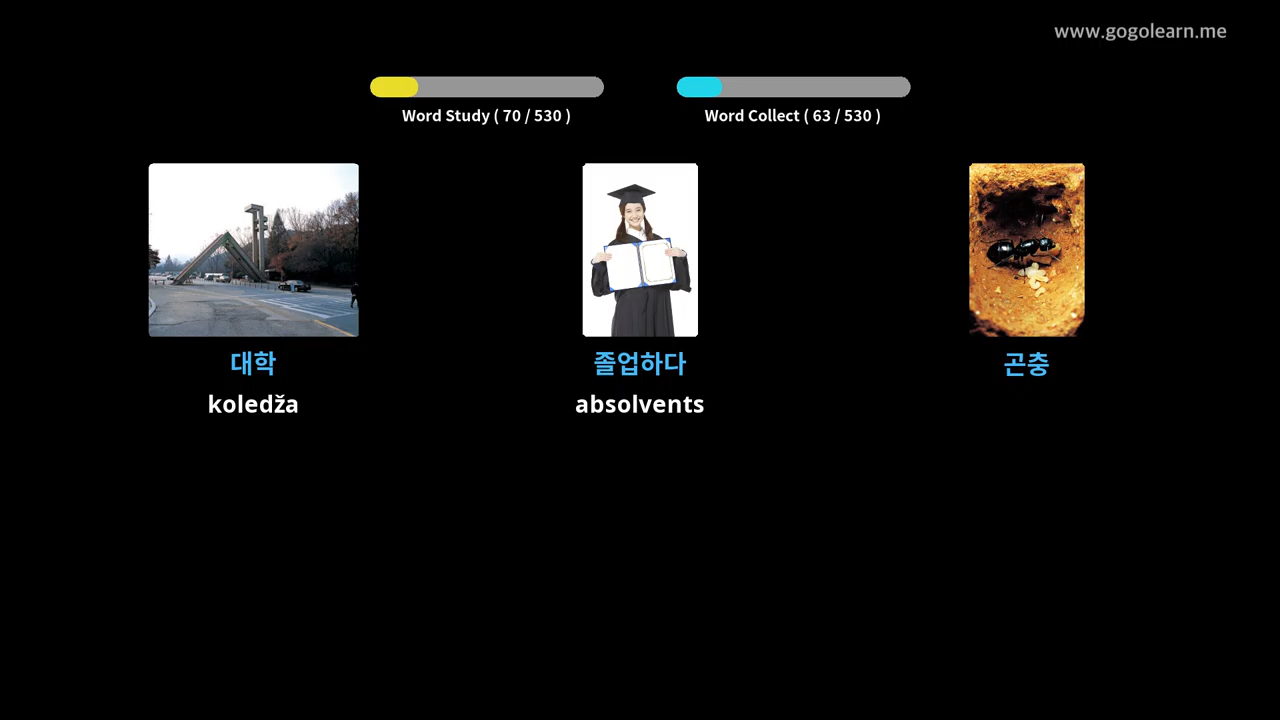 www.gogolearn.me
Word Study ( 70 / 530 )
Word Collect ( 63 / 530 )
대학
졸업하다
곤충
koledža
absolvents